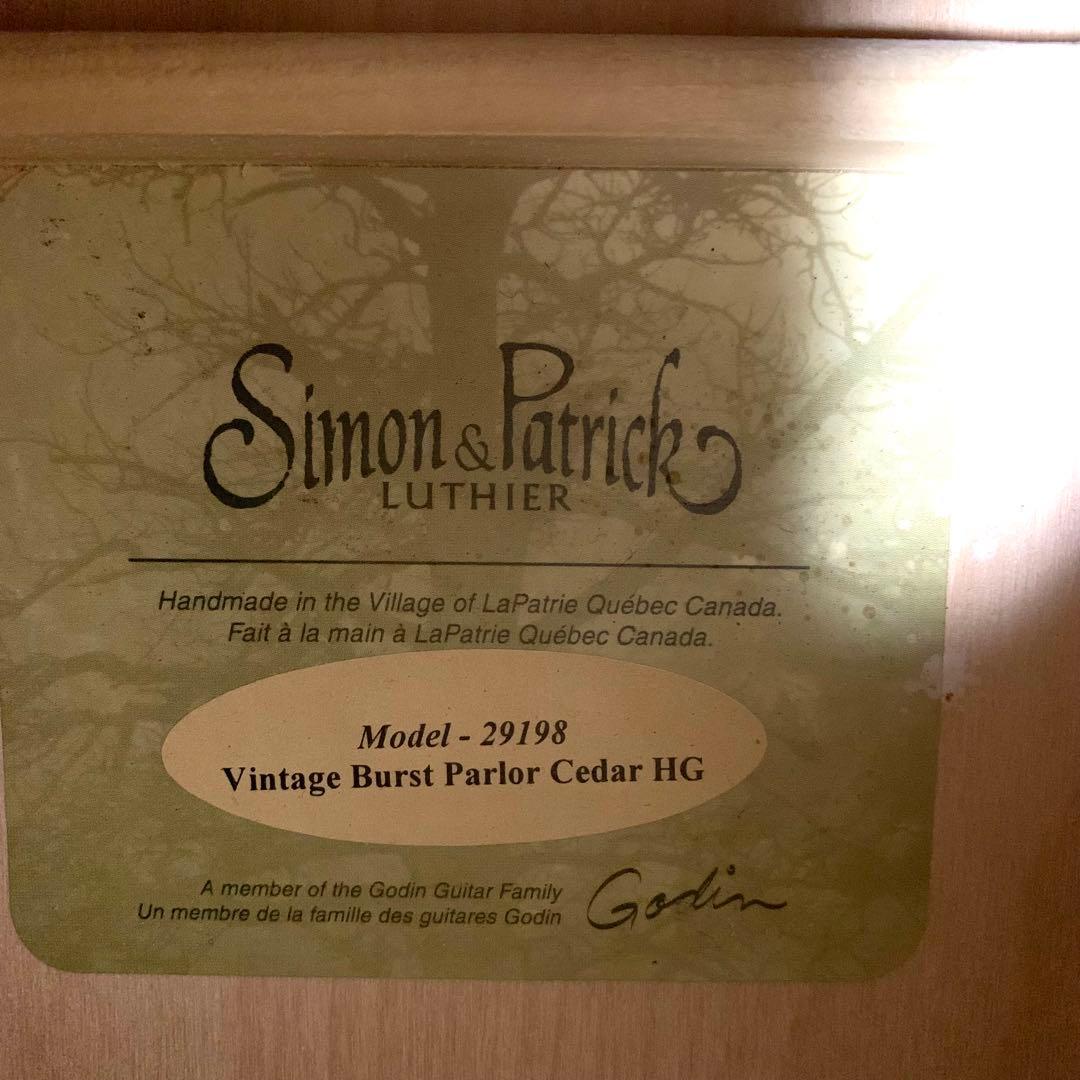 Simon & Patrick
LUTHIER
Handmade in the Village of LaPatrie Québec Canada.
Fait à la main à LaPatrie Québec Canada.
Model - 29198
Vintage Burst Parlor Cedar HG
A member of the Godin Guitar Family
Un membre de la famille des guitares Godin
Godin